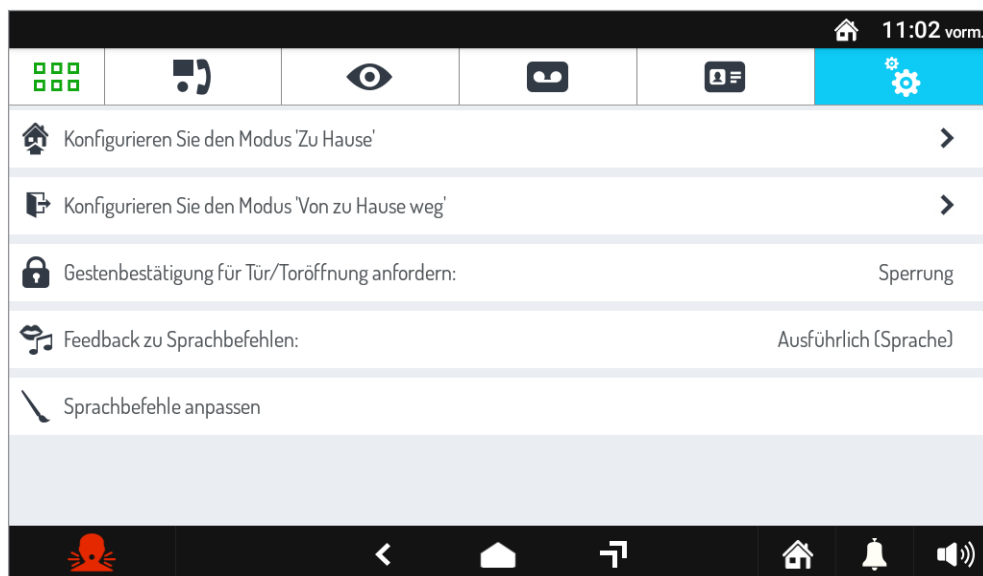 11:02 vorm.
Konfigurieren Sie den Modus 'Zu Hause'
Konfigurieren Sie den Modus 'Von zu Hause weg'
Gestenbestätigung für Tür/Toröffnung anfordern: Sperrung
Feedback zu Sprachbefehlen: Ausführlich (Sprache)
Sprachbefehle anpassen